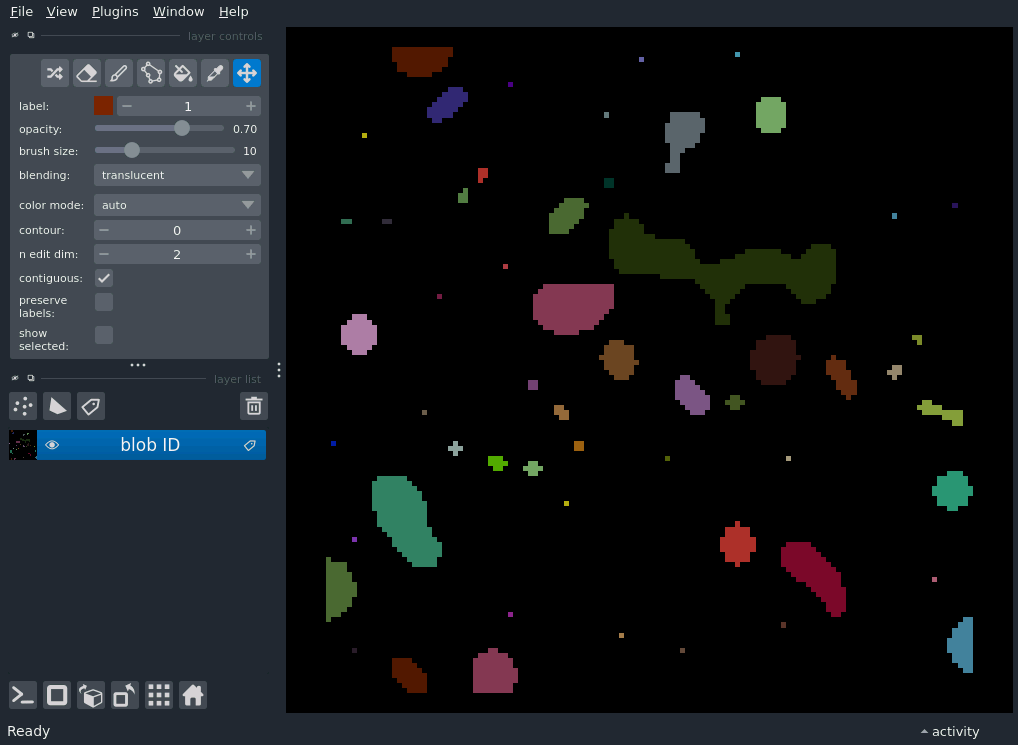 File View Plugins Window Help
layer controls
label: 1
opacity: 0.70
brush size: 10
blending: translucent
color mode: auto
contour: 0
n edit dim: 2
contiguous:
preserve
labels:
show
selected:
layer list
blob ID
Ready
activity